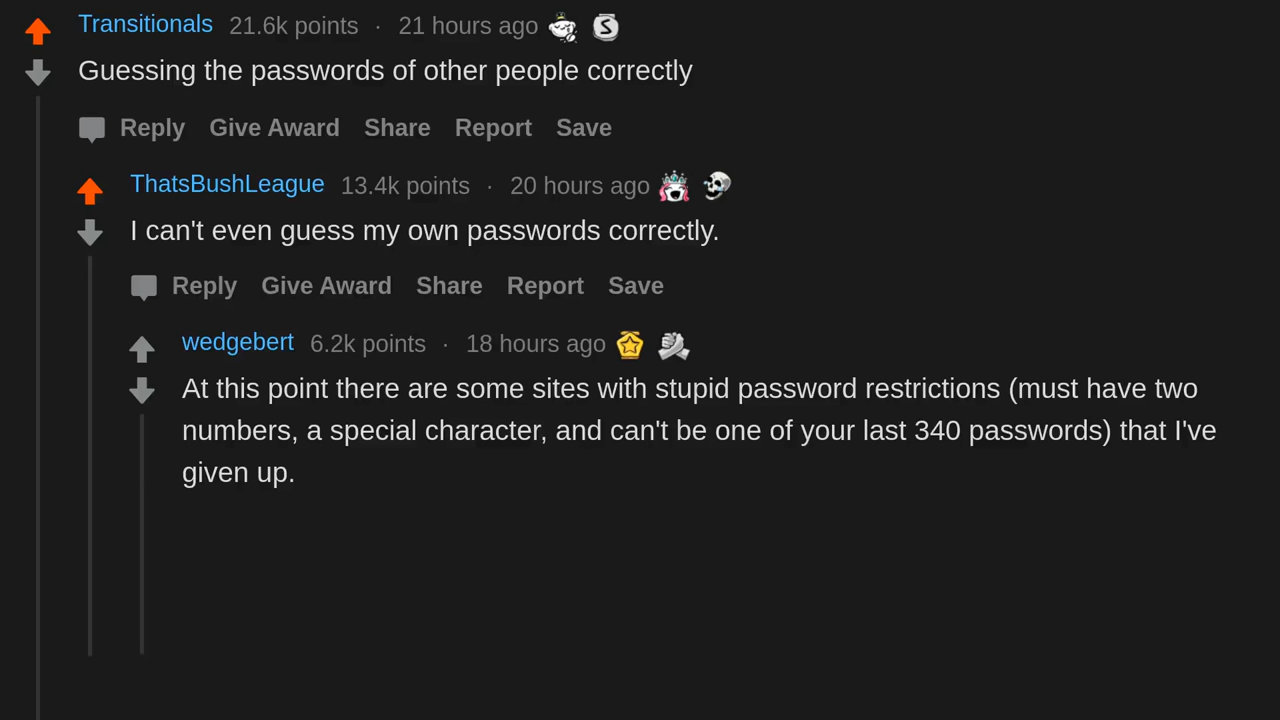 Transitionals 21.6k points · 21 hours ago
Guessing the passwords of other people correctly
Reply Give Award Share Report Save
ThatsBushLeague 13.4k points · 20 hours ago
I can't even guess my own passwords correctly.
Reply Give Award Share Report Save
wedgebert 6.2k points · 18 hours ago
At this point there are some sites with stupid password restrictions (must have two
numbers, a special character, and can't be one of your last 340 passwords) that I've
given up.